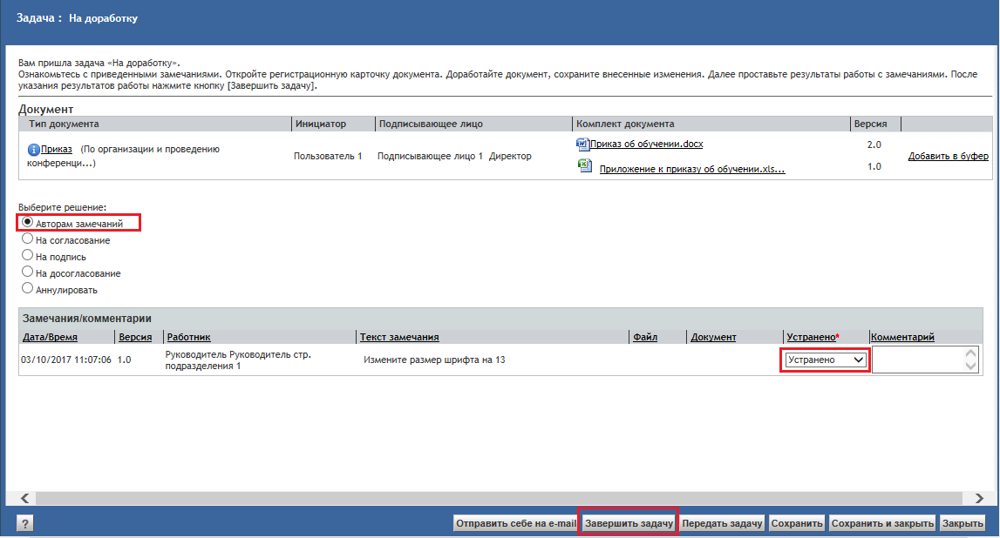 Задача :  На доработку
Вам пришла задача «На доработку».
Ознакомьтесь с приведенными замечаниями. Откройте регистрационную карточку документа. Доработайте документ, сохраните внесенные изменения. Далее проставьте результаты работы с замечаниями. После
указания результатов работы нажмите кнопку [Завершить задачу].
Документ
Тип документа Инициатор Подписывающее лицо Комплект документа Версия
Приказ (По организации и проведению
конференци...)
Пользователь 1 Подписывающее лицо 1 Директор
Приказ об обучении.docx 2.0
Приложение к приказу об обучении.xls... 1.0
Добавить в буфер
Выберите решение:
Авторам замечаний
На согласование
На подпись
На досогласование
Аннулировать
Замечания/комментарии
Дата/Время Версия Работник Текст замечания Файл Документ Устранено* Комментарий
03/10/2017 11:07:06 1.0 Руководитель Руководитель стр.
подразделения 1
Измените размер шрифта на 13 Устранено
? Отправить себе на e-mail Завершить задачу Передать задачу Сохранить Сохранить и закрыть Закрыть